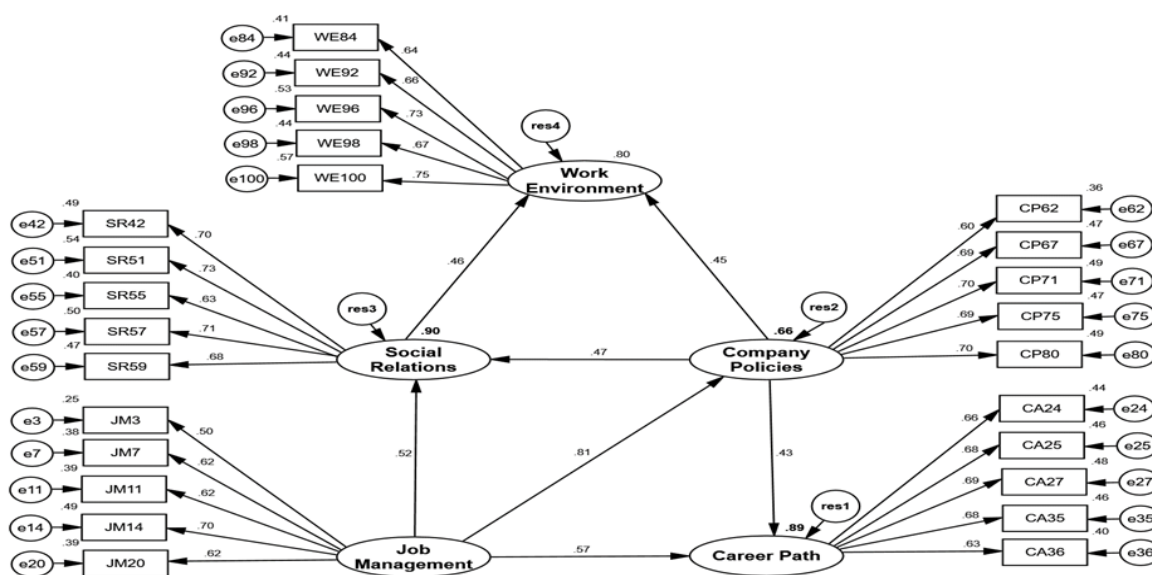 .41
e84
WE84
.64
.44
e92
WE92
.66
.53
e96
WE96
.73
.44
e98
WE98
.67
.57
e100
WE100
.75
res4
.80
Work
Environment
.49
e42
SR42
.70
.54
e51
SR51
.73
.40
e55
SR55
.63
.50
e57
SR57
.71
.47
e59
SR59
.68
res3
.90
Social
Relations
.46
.45
.36
CP62
e62
.60
.47
CP67
e67
.69
.49
CP71
e71
.70
.47
CP75
e75
.69
.49
CP80
e80
.70
res2
.66
Company
Policies
.47
.52
.81
.43
.25
e3
JM3
.50
.38
e7
JM7
.62
.39
e11
JM11
.62
.49
e14
JM14
.70
.39
e20
JM20
.62
Job
Management
.57
res1
.89
Career Path
.44
CA24
e24
.66
.46
CA25
e25
.68
.48
CA27
e27
.69
.46
CA35
e35
.68
.40
CA36
e36
.63